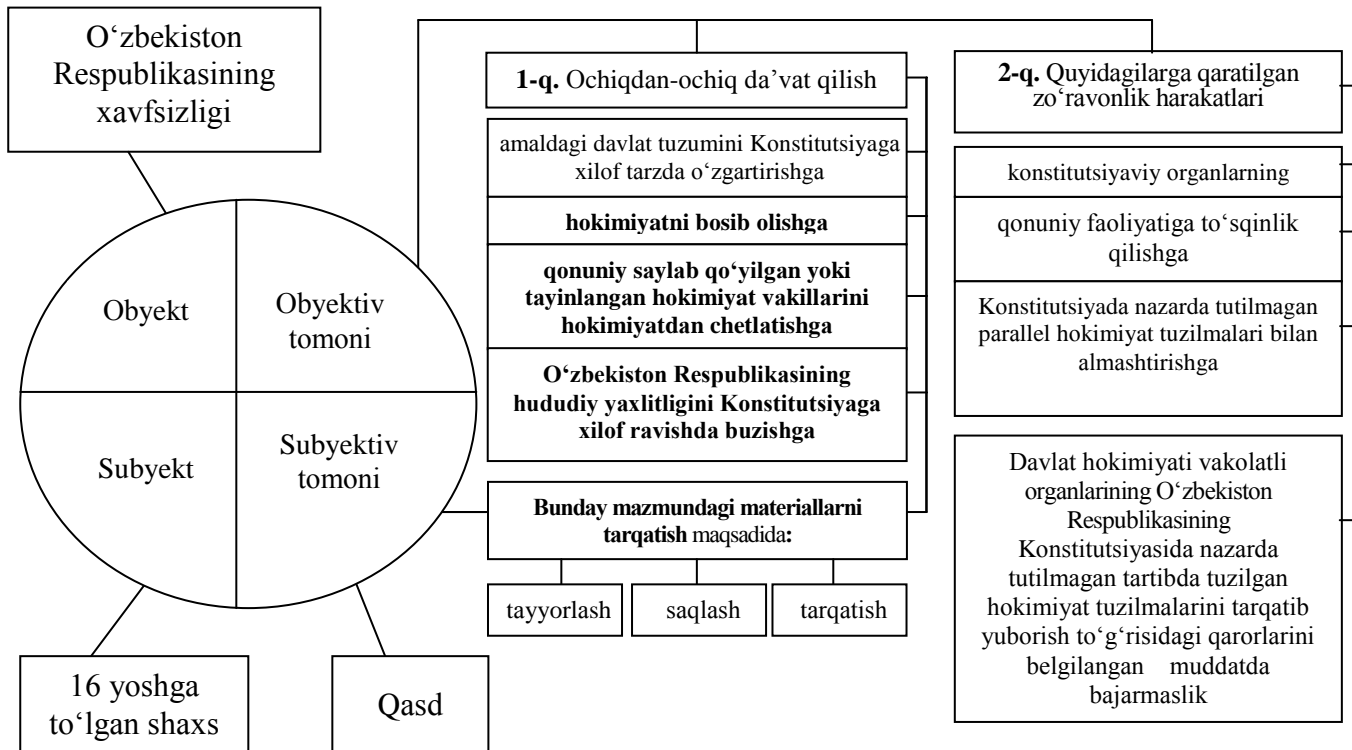 O‘zbekiston
Respublikasining
xavfsizligi
Obyekt
Obyektiv
tomoni
Subyekt
Subyektiv
tomoni
16 yoshga
to‘lgan shaxs
Qasd
1-q. Ochiqdan-ochiq da’vat qilish
amaldagi davlat tuzumini Konstitutsiyaga
xilof tarzda o‘zgartirishga
hokimiyatni bosib olishga
qonuniy saylab qo‘yilgan yoki
tayinlangan hokimiyat vakillarini
hokimiyatdan chetlatishga
O‘zbekiston Respublikasining
hududiy yaxlitligini Konstitutsiyaga
xilof ravishda buzishga
Bunday mazmundagi materiallarni
tarqatish maqsadida:
tayyorlash
saqlash
tarqatish
2-q. Quyidagilarga qaratilgan
zo‘ravonlik harakatlari
konstitutsiyaviy organlarning
qonuniy faoliyatiga to‘sqinlik
qilishga
Konstitutsiyada nazarda tutilmagan
parallel hokimiyat tuzilmalari bilan
almashtirishga
Davlat hokimiyati vakolatli
organlarining O‘zbekiston
Respublikasining
Konstitutsiyasida nazarda
tutilmagan tartibda tuzilgan
hokimiyat tuzilmalarini tarqatib
yuborish to‘g‘risidagi qarorlarini
belgilangan muddatda
bajarmaslik